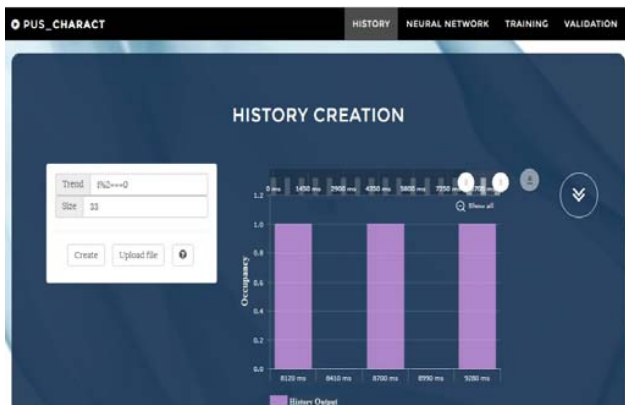 PUS_CHARACT
HISTORY NEURAL NETWORK TRAINING VALIDATION
HISTORY CREATION
Trend i%2===0
Size 33
Create Upload file
0 ms 1450 ms 2900 ms 4350 ms 5800 ms 7250
Show all
Occupancy
1.2
1.0
0.8
0.6
0.4
0.2
0.0
8120 ms 8410 ms 8700 ms 8990 ms 9280 ms
History Output